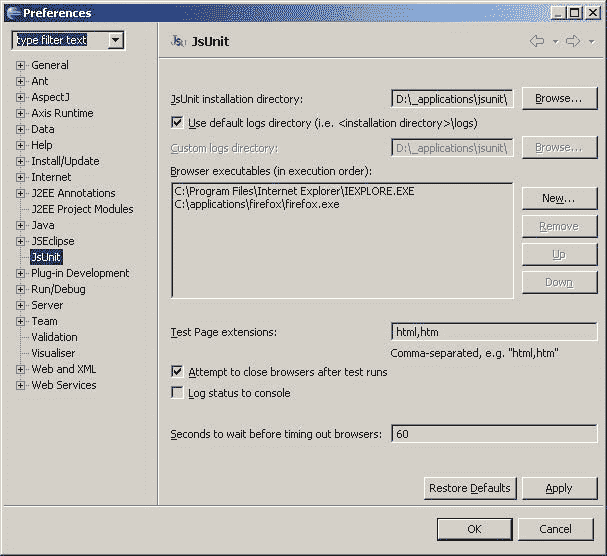 Preferences
type filter text
JsUnit
General
Ant
AspectJ
Axis Runtime
Data
Help
Install/Update
Internet
J2EE Annotations
J2EE Project Modules
Java
JSEclipse
JsUnit
Plug-in Development
Run/Debug
Server
Team
Validation
Visualiser
Web and XML
Web Services
JsUnit installation directory: D:\_applications\jsunit\ Browse...
Use default logs directory (i.e. <installation directory>\logs)
Custom logs directory: D:\_applications\jsunit\ Browse...
Browser executables (in execution order):
C:\Program Files\Internet Explorer\IEXPLORE.EXE
C:\applications\firefox\firefox.exe
New...
Remove
Up
Down
Test Page extensions: html,htm
Comma-separated, e.g. "html,htm"
Attempt to close browsers after test runs
Log status to console
Seconds to wait before timing out browsers: 60
Restore Defaults Apply
OK Cancel